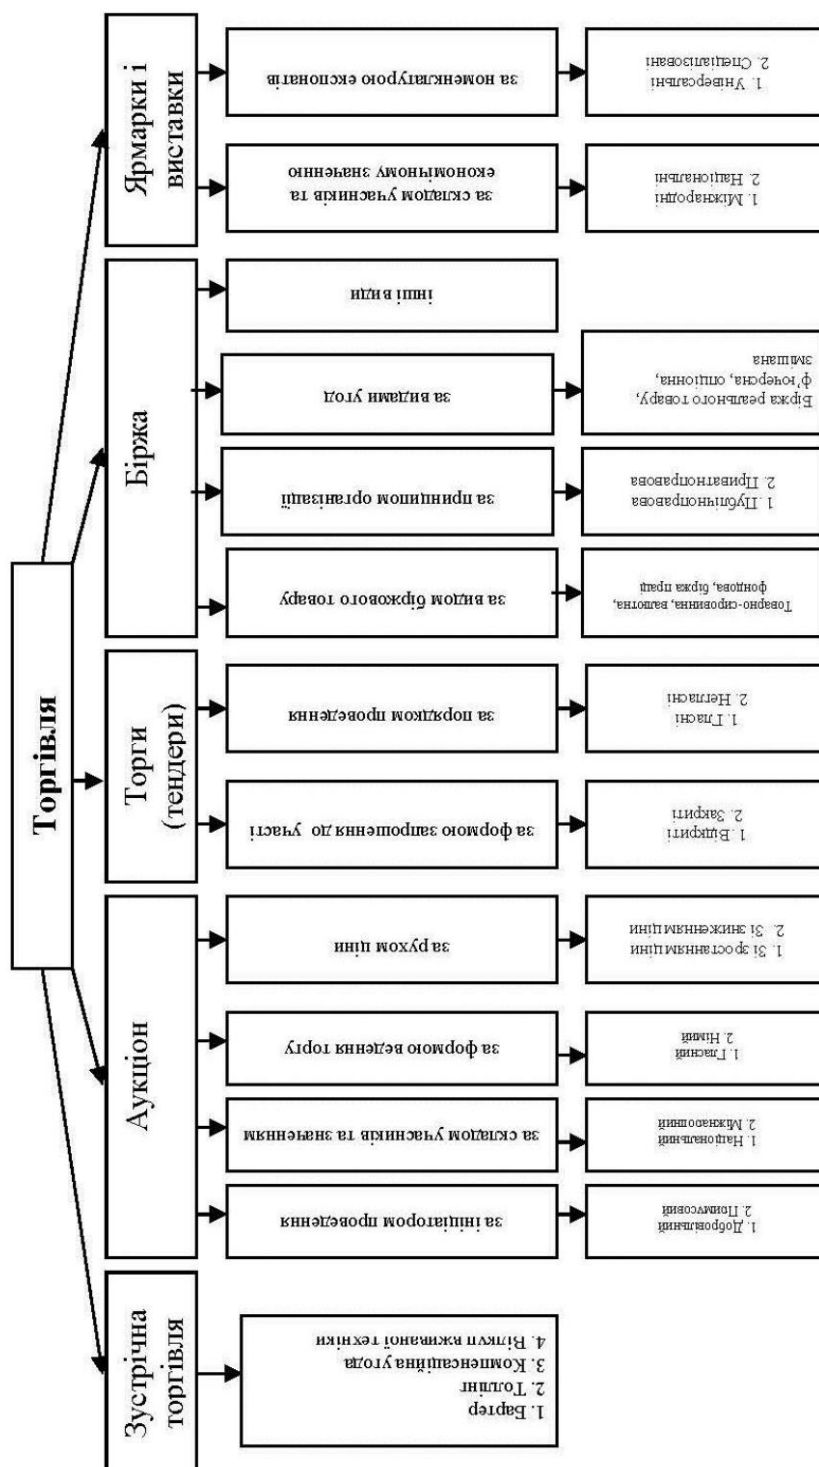 Торгівля
Зустрічна
торгівля
1. Бартер
2. Толлінг
3. Компенсаційна угода
4. Відкуп вживаної техніки
Аукціон
за ініціатором проведення
1. Добровільний
2. Примусовий
за складом учасників та значенням
1. Національний
2. Міжнародний
за формою ведення торгу
1. Гласний
2. Німий
за рухом ціни
1. Зі зростанням ціни
2. Зі зниженням ціни
Торги
(тендери)
за формою запрошення до участі
1. Відкриті
2. Закриті
за порядком проведення
1. Гласні
2. Негласні
Біржа
за видом біржового товару
Товарно-сировинна, валютна,
фондова, біржа праці
за принципом організації
1. Публічноправова
2. Приватноправова
за видами угод
Біржа реального товару,
ф'ючерсна, опціонна,
змішана
інші види
Ярмарки і
виставки
за складом учасників та
економічному значенню
1. Міжнародні
2. Національні
за номенклатурою експонатів
1. Універсальні
2. Спеціалізовані